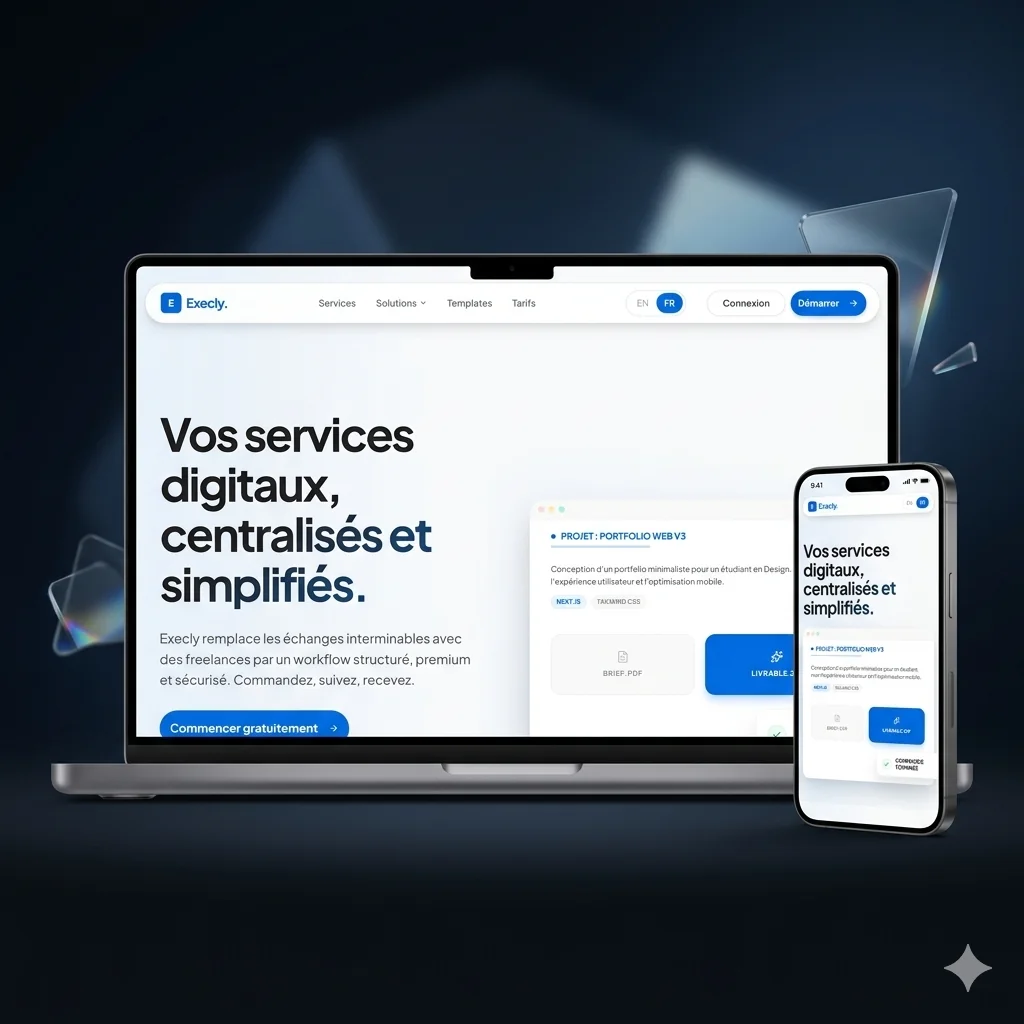 E Execly.
Services Solutions Templates Tarifs
EN FR
Connexion
Démarrer →
Vos services
digitaux,
centralisés et
simplifiés.
Execly remplace les échanges interminables avec
des freelances par un workflow structuré, premium
et sécurisé. Commandez, suivez, recevez.
Commencer gratuitement →
PROJET : PORTFOLIO WEB V3
Conception d'un portfolio minimaliste pour un étudiant en Design.
l'expérience utilisateur et l'optimisation mobile.
NEXT.JS TAILWIND CSS
BRIEF.PDF
LIVRABLE.
9:41
E Execly.
Vos services
digitaux,
centralisés et
simplifiés.
PROJET : PORTFOLIO WEB V3
NEXT.JS